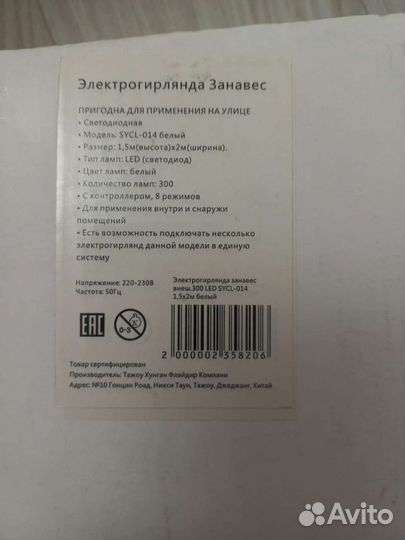 Электрогирлянда Занавес
ПРИГОДНА ДЛЯ ПРИМЕНЕНИЯ НА УЛИЦЕ
• Светодиодная
• Модель: SYCL-014 белый
• Размер: 1,5м(высота)х2м(ширина).
• Тип ламп: LED (светодиод)
• Цвет ламп: белый
• Количество ламп: 300
• С контроллером, 8 режимов
• Для применения внутри и снаружи
помещений
• Есть возможность подключать несколько
электрогирлянд данной модели в единую
систему
Напряжение: 220-230В
Частота: 50Гц
Электрогирлянда занавес
внеш.300 LED SYCL-014
1,5х2м белый
EAC
0-3
2 000002 358206
Товар сертифицирован
Производитель: Тажоу Хунган Флайдир Компани
Адрес: №10 Гонцин Роад, Никси Таун, Тажоу, Джеджанг, Китай
Avito